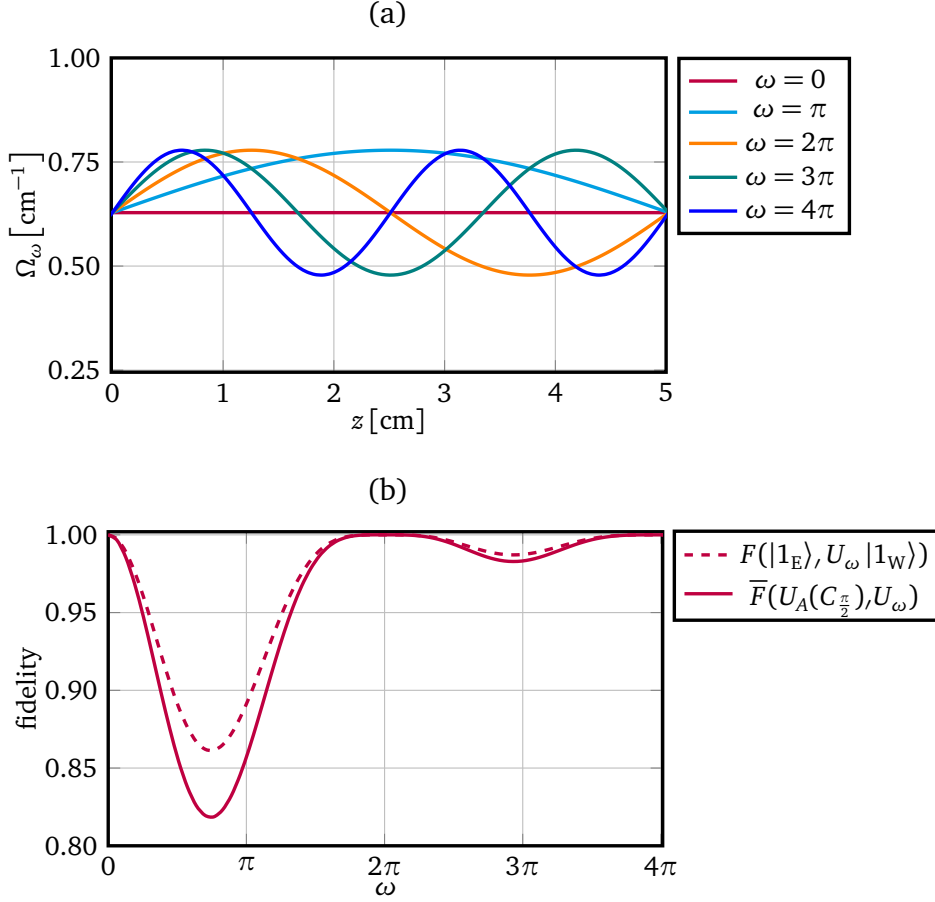 (a)
1.00
0.75
0.50
0.25
Ω_ω [cm⁻¹]
0 1 2 3 4 5
z [cm]
ω = 0
ω = π
ω = 2π
ω = 3π
ω = 4π
(b)
1.00
0.95
0.90
0.85
0.80
fidelity
0 π 2π 3π 4π
ω
F(|1_E⟩, U_ω |1_W⟩)
F̅(U_A(C_{π/2}), U_ω)